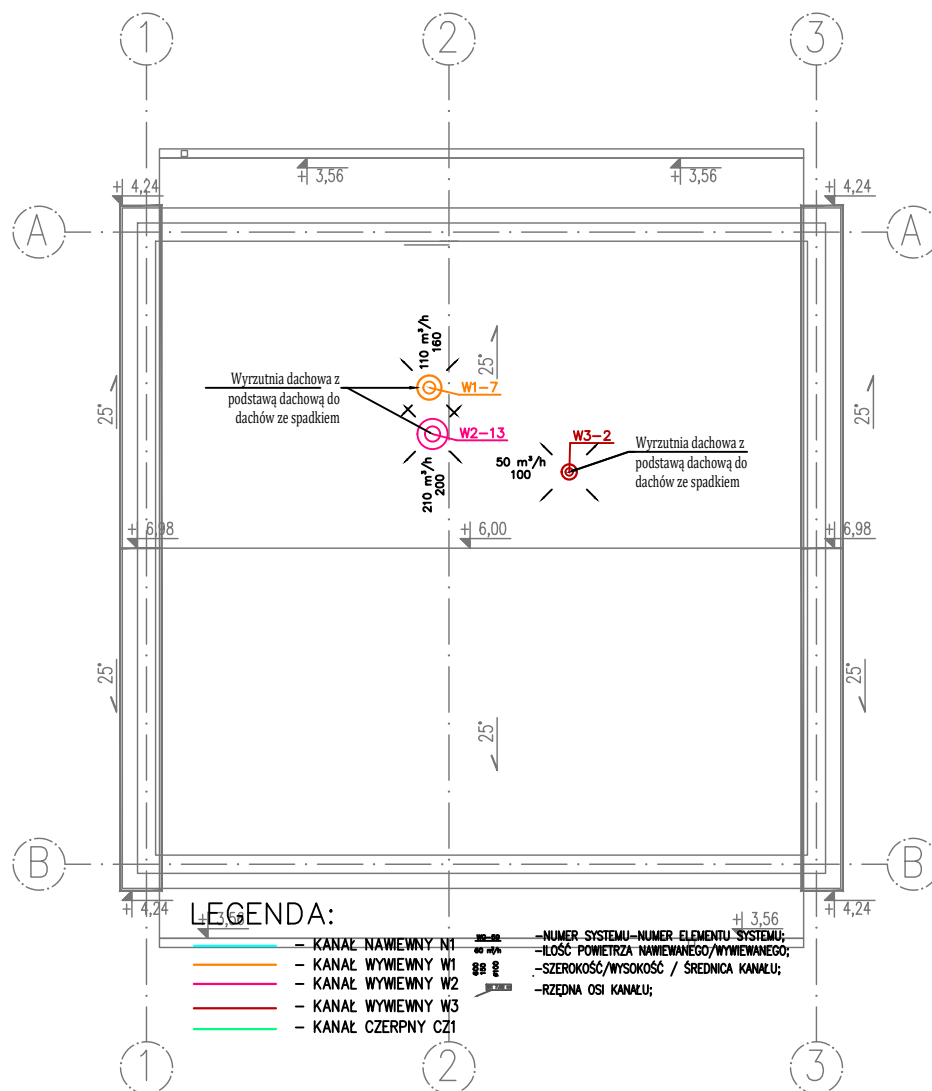 1
2
3
+ 3,56
+ 3,56
+ 4,24
+ 4,24
A
A
110 m³/h
160
25°
Wyrzutnia dachowa z
podstawą dachową do
dachów ze spadkiem
W1-7
25°
25°
W2-13
W3-2
Wyrzutnia dachowa z
podstawą dachową do
dachów ze spadkiem
50 m³/h
100
210 m³/h
200
+ 6,98
+ 6,00
+ 6,98
25°
25°
25°
B
B
+ 4,24
+ 4,24
LEGENDA:
+ 3,56
+ 3,56
- KANAŁ NAWIEWNY N1
- KANAŁ WYWIEWNY W1
- KANAŁ WYWIEWNY W2
- KANAŁ WYWIEWNY W3
- KANAŁ CZERPNY CZ1
-NUMER SYSTEMU-NUMER ELEMENTU SYSTEMU;
60 m³/h -ILOŚĆ POWIETRZA NAWIEWANEGO/WYWIEWANEGO;
-SZEROKOŚĆ/WYSOKOŚĆ / ŚREDNICA KANAŁU;
-RZĘDNA OSI KANAŁU;
1
2
3